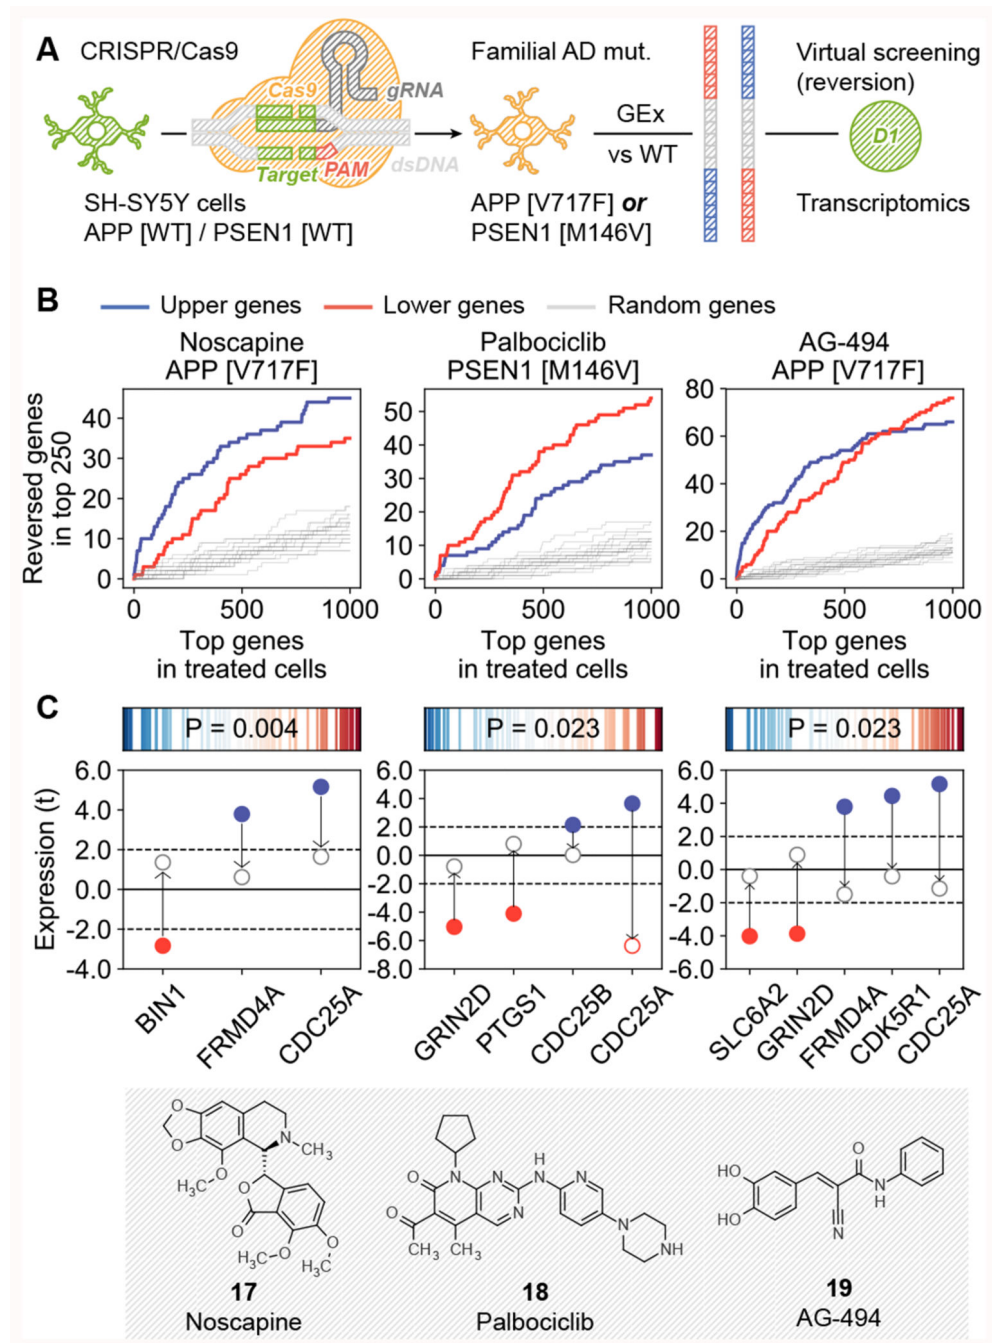 A
CRISPR/Cas9
Familial AD mut.
Virtual screening
(reversion)
Cas9
gRNA
GEx
vs WT
D1
Target
PAM
dsDNA
SH-SY5Y cells
APP [WT] / PSEN1 [WT]
APP [V717F] or
PSEN1 [M146V]
Transcriptomics
B
Upper genes
Lower genes
Random genes
Noscapine
APP [V717F]
Palbociclib
PSEN1 [M146V]
AG-494
APP [V717F]
Reversed genes
in top 250
40
30
20
10
0
0 500 1000
Top genes
in treated cells
50
40
30
20
10
0
0 500 1000
Top genes
in treated cells
80
60
40
20
0
0 500 1000
Top genes
in treated cells
C
P = 0.004
P = 0.023
P = 0.023
Expression (t)
6.0
4.0
2.0
0.0
-2.0
-4.0
BIN1
FRMD4A
CDC25A
6.0
4.0
2.0
0.0
-2.0
-4.0
-6.0
-8.0
GRIN2D
PTGS1
CDC25B
CDC25A
6.0
4.0
2.0
0.0
-2.0
-4.0
-6.0
SLC6A2
GRIN2D
FRMD4A
CDK5R1
CDC25A
O
O
N
CH3
O
H3C
O
O
O
H3C
O
H3C
N
N
H
N
N
O
N
O
CH3
CH3
N
NH
HO
HO
O
N
H
N
17
Noscapine
18
Palbociclib
19
AG-494